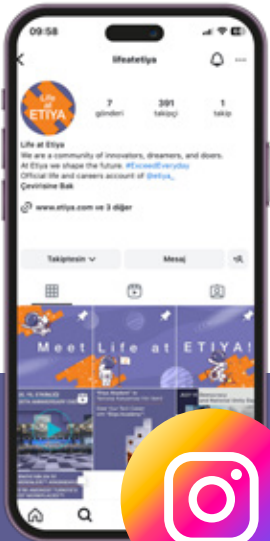 09:58
lifeatetiya
Life
at
ETIYA
7
gönderi
391
takipçi
1
takip
Life at Etiya
We are a community of innovators, dreamers, and doers.
At Etiya we shape the future. #ExceedEveryday
Official life and careers account of @etiya_
Çevirisine Bak
www.etiya.com ve 3 diğer
Takiptesin
Mesaj
Meet Life at ETIYA!